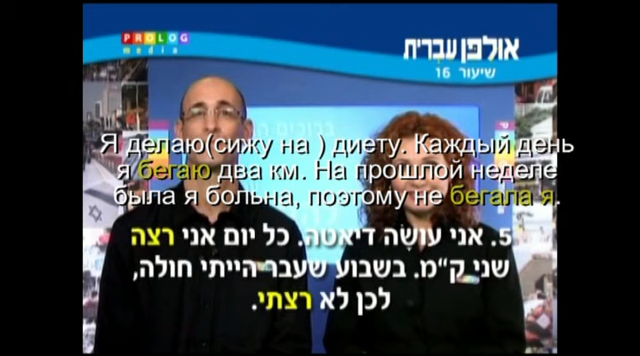 PROLOG
media
אולפן עברית
שיעור 16
Я делаю(сижу на ) диету. Каждый день
я бегаю два км. На прошлой неделе
была я больна, поэтому не бегала я.
5. אני עושָׂה דיאטה. כל יום אני רצה
שני ק"מ. בשבוע שעבר הייתי חולה,
לכן לא רצתי.